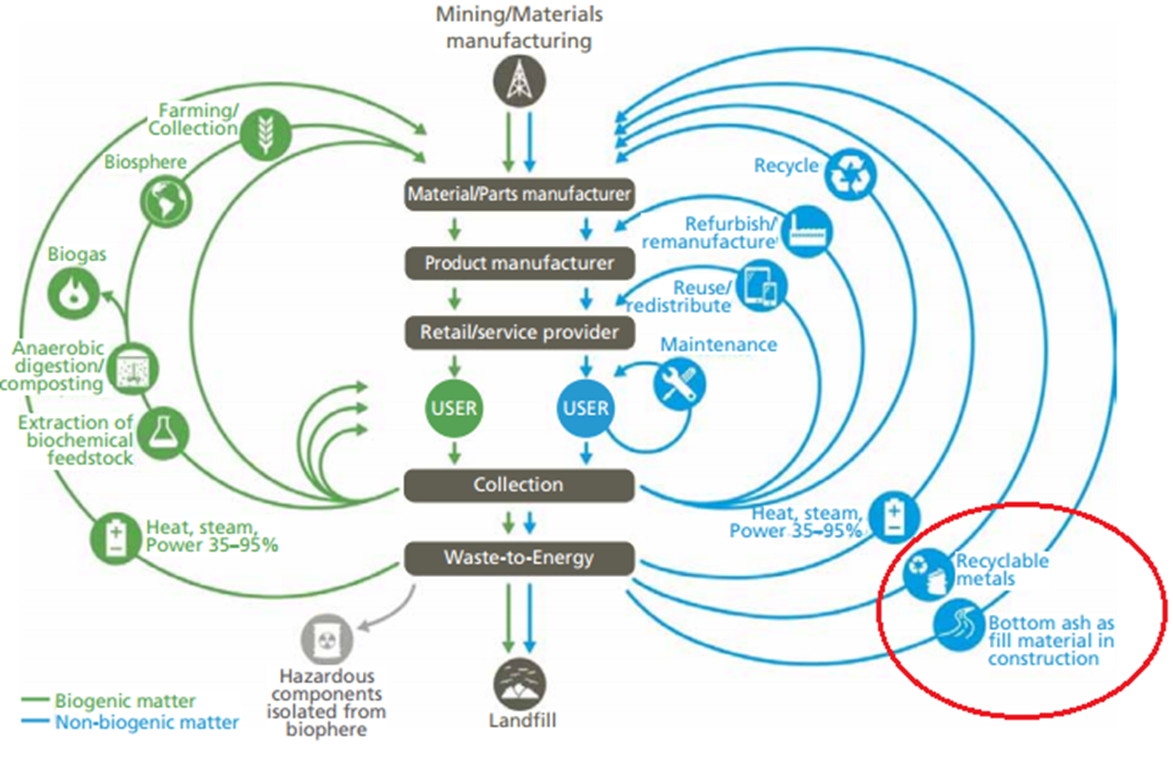 Mining/Materials
manufacturing
Farming/
Collection
Biosphere
Biogas
Anaerobic
digestion/
composting
Extraction of
biochemical
feedstock
Heat, steam,
Power 35–95%
Material/Parts manufacturer
Product manufacturer
Retail/service provider
USER
USER
Collection
Waste-to-Energy
Recycle
Refurbish/
remanufacture
Reuse/
redistribute
Maintenance
Heat, steam,
Power 35–95%
Recyclable
metals
Bottom ash as
fill material in
construction
Hazardous
components
isolated from
biophere
Landfill
Biogenic matter
Non-biogenic matter